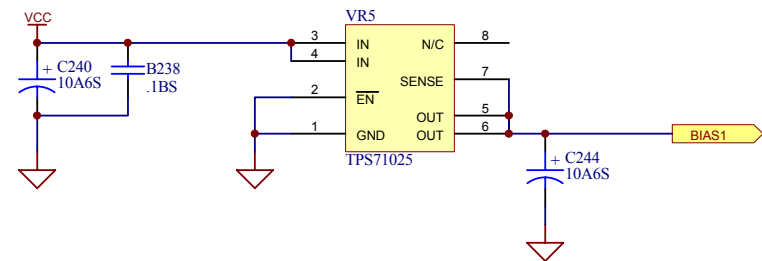 VCC
VR5
3 IN N/C 8
4 IN
+ C240
10A6S
B238
.1BS
SENSE 7
2 EN
OUT 5
1 GND OUT 6
BIAS1
TPS71025
+ C244
10A6S